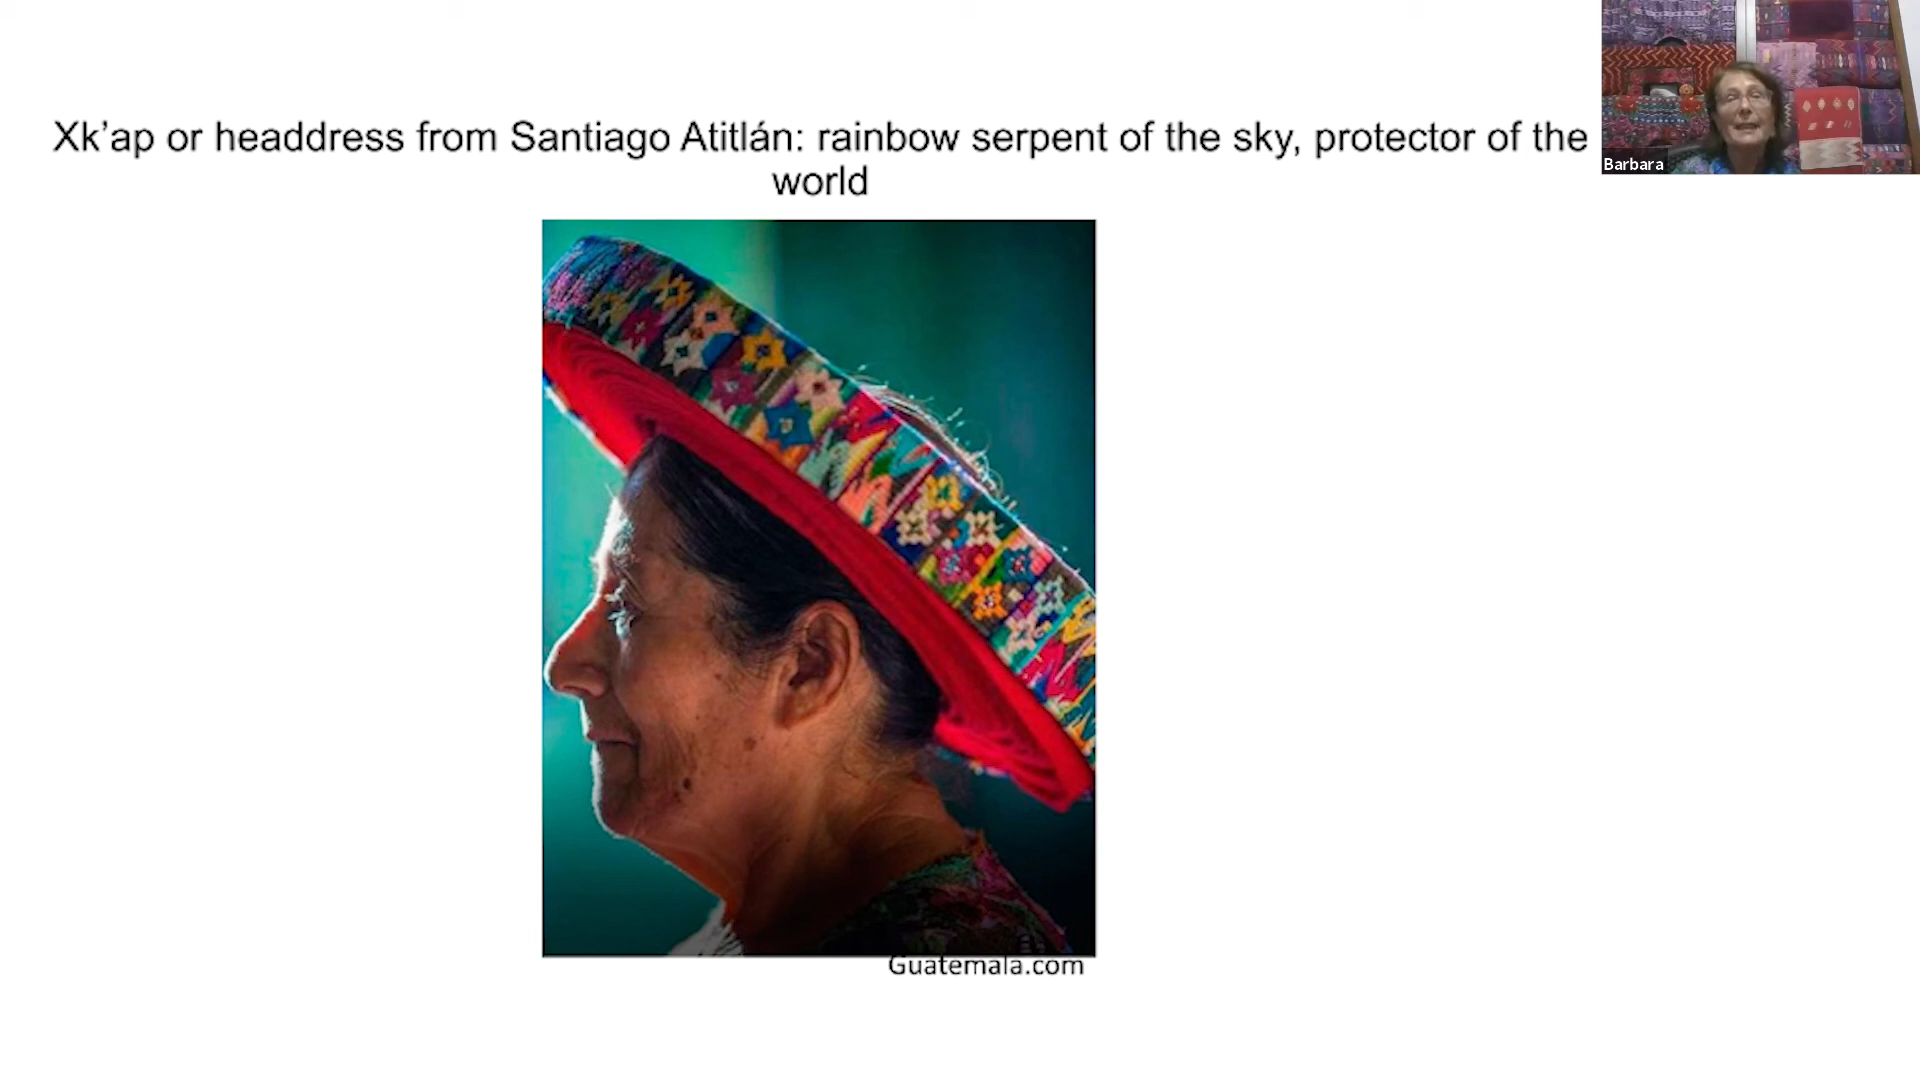 Xk’ap or headdress from Santiago Atitlán: rainbow serpent of the sky, protector of the
world
Barbara
Guatemala.com